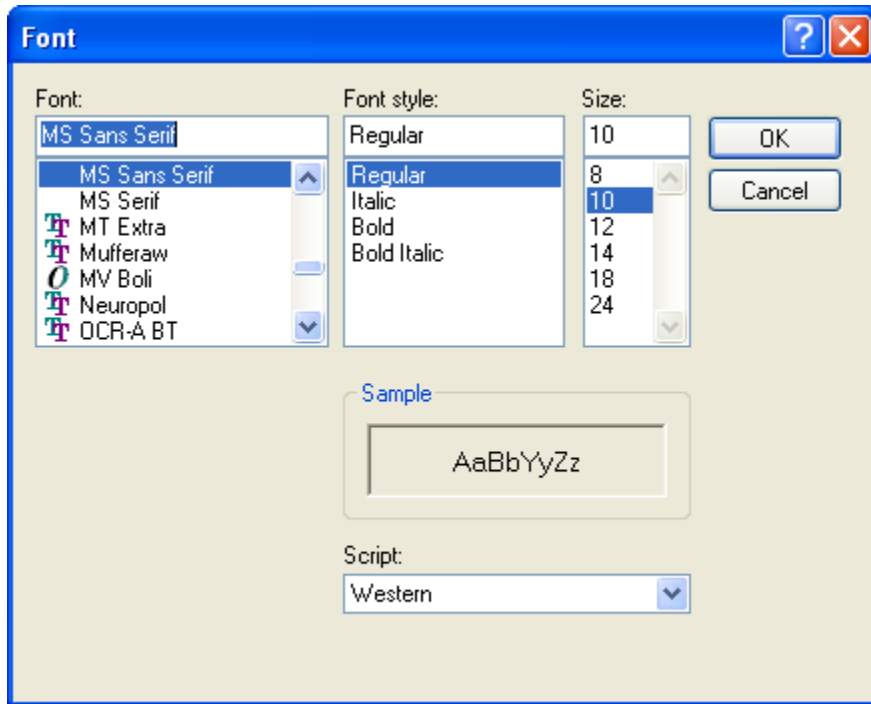 Font
Font:
MS Sans Serif
MS Sans Serif
MS Serif
MT Extra
Mufferaw
MV Boli
Neuropol
OCR-A BT
Font style:
Regular
Regular
Italic
Bold
Bold Italic
Size:
10
8
10
12
14
18
24
OK
Cancel
Sample
AaBbYyZz
Script:
Western